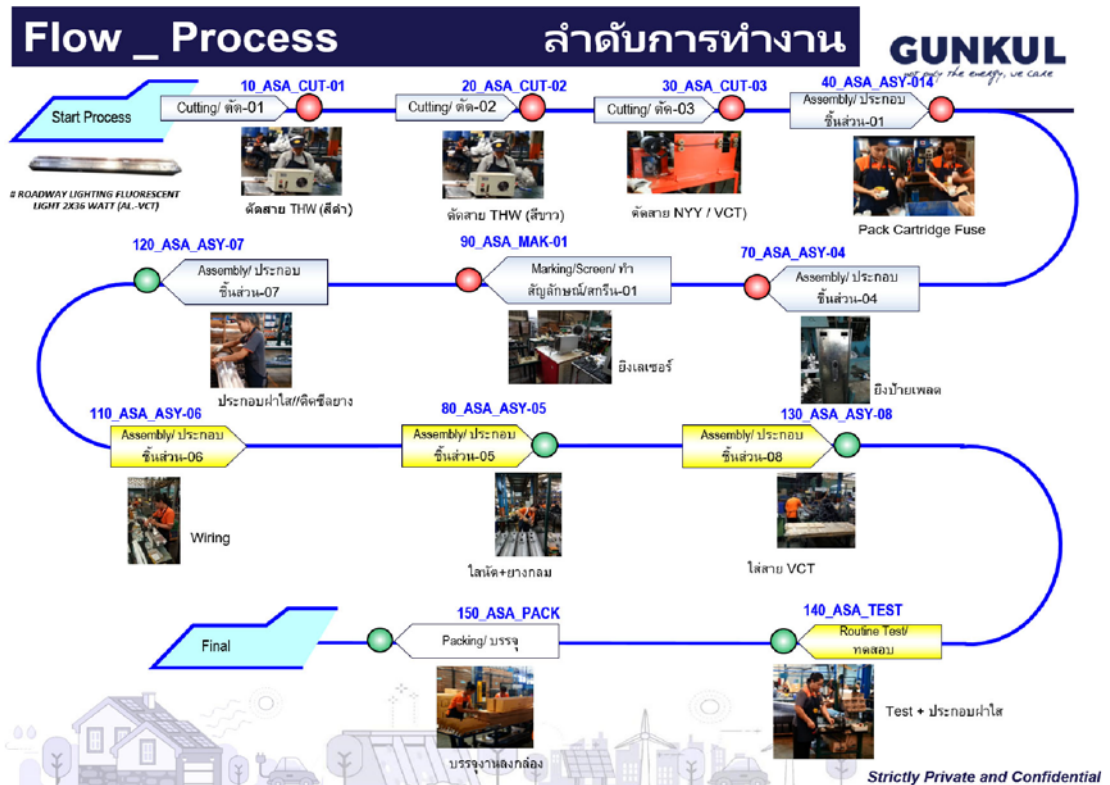 Flow _ Process
ลำดับการทำงาน
GUNKUL
not only the energy, we care
Start Process
# ROADWAY LIGHTING FLUORESCENT
LIGHT 2X36 WATT (AL.-VCT)
10_ASA_CUT-01
Cutting/ ตัด-01
ตัดสาย THW (สีดำ)
20_ASA_CUT-02
Cutting/ ตัด-02
ตัดสาย THW (สีขาว)
30_ASA_CUT-03
Cutting/ ตัด-03
ตัดสาย NYY / VCT)
40_ASA_ASY-014
Assembly/ ประกอบ
ชิ้นส่วน-01
Pack Cartridge Fuse
120_ASA_ASY-07
Assembly/ ประกอบ
ชิ้นส่วน-07
ประกอบฝาใส//ติดซีลยาง
90_ASA_MAK-01
Marking/Screen/ ทำ
สัญลักษณ์/สกรีน-01
ยิงเลเซอร์
70_ASA_ASY-04
Assembly/ ประกอบ
ชิ้นส่วน-04
ยิงป้ายเพลต
110_ASA_ASY-06
Assembly/ ประกอบ
ชิ้นส่วน-06
Wiring
80_ASA_ASY-05
Assembly/ ประกอบ
ชิ้นส่วน-05
ใสนัต+ยางกลม
130_ASA_ASY-08
Assembly/ ประกอบ
ชิ้นส่วน-08
ใส่สาย VCT
Final
150_ASA_PACK
Packing/ บรรจุ
บรรจุงานลงกล่อง
140_ASA_TEST
Routine Test/
ทดสอบ
Test + ประกอบฝาใส
Strictly Private and Confidential